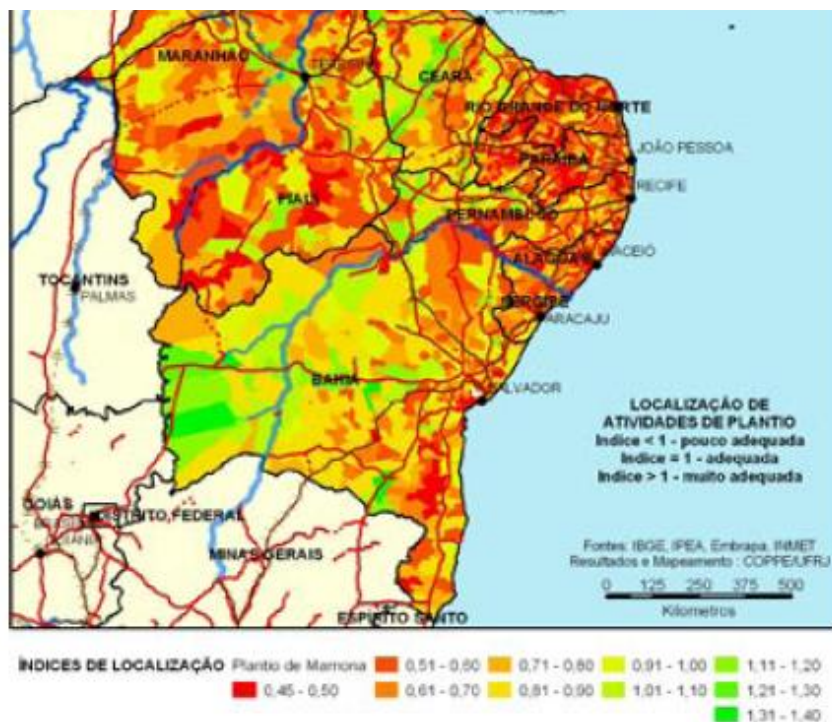 MARANHÃO
CEARÁ
RIO GRANDE DO NORTE
PARAÍBA
JOÃO PESSOA
RECIFE
PIAUÍ
PERNAMBUCO
ALAGOAS
MACEIÓ
TOCANTINS
PALMAS
SERGIPE
ARACAJU
BAHIA
SALVADOR
LOCALIZAÇÃO DE
ATIVIDADES DE PLANTIO
Indice < 1 - pouco adequada
Indice = 1 - adequada
Indice > 1 - muito adequada
GOIÁS
DISTRITO FEDERAL
MINAS GERAIS
Fontes: IBGE, IPEA, Embrapa, INMET
Resultados e Mapeamento : COPPE/UFRJ
0 125 250 375 500
Kilometros
ESPÍRITO SANTO
ÍNDICES DE LOCALIZAÇÃO Plantio de Mamona 0,51 - 0,60 0,71 - 0,80 0,91 - 1,00 1,11 - 1,20
0,45 - 0,50 0,61 - 0,70 0,81 - 0,90 1,01 - 1,10 1,21 - 1,30
1,31 - 1,40